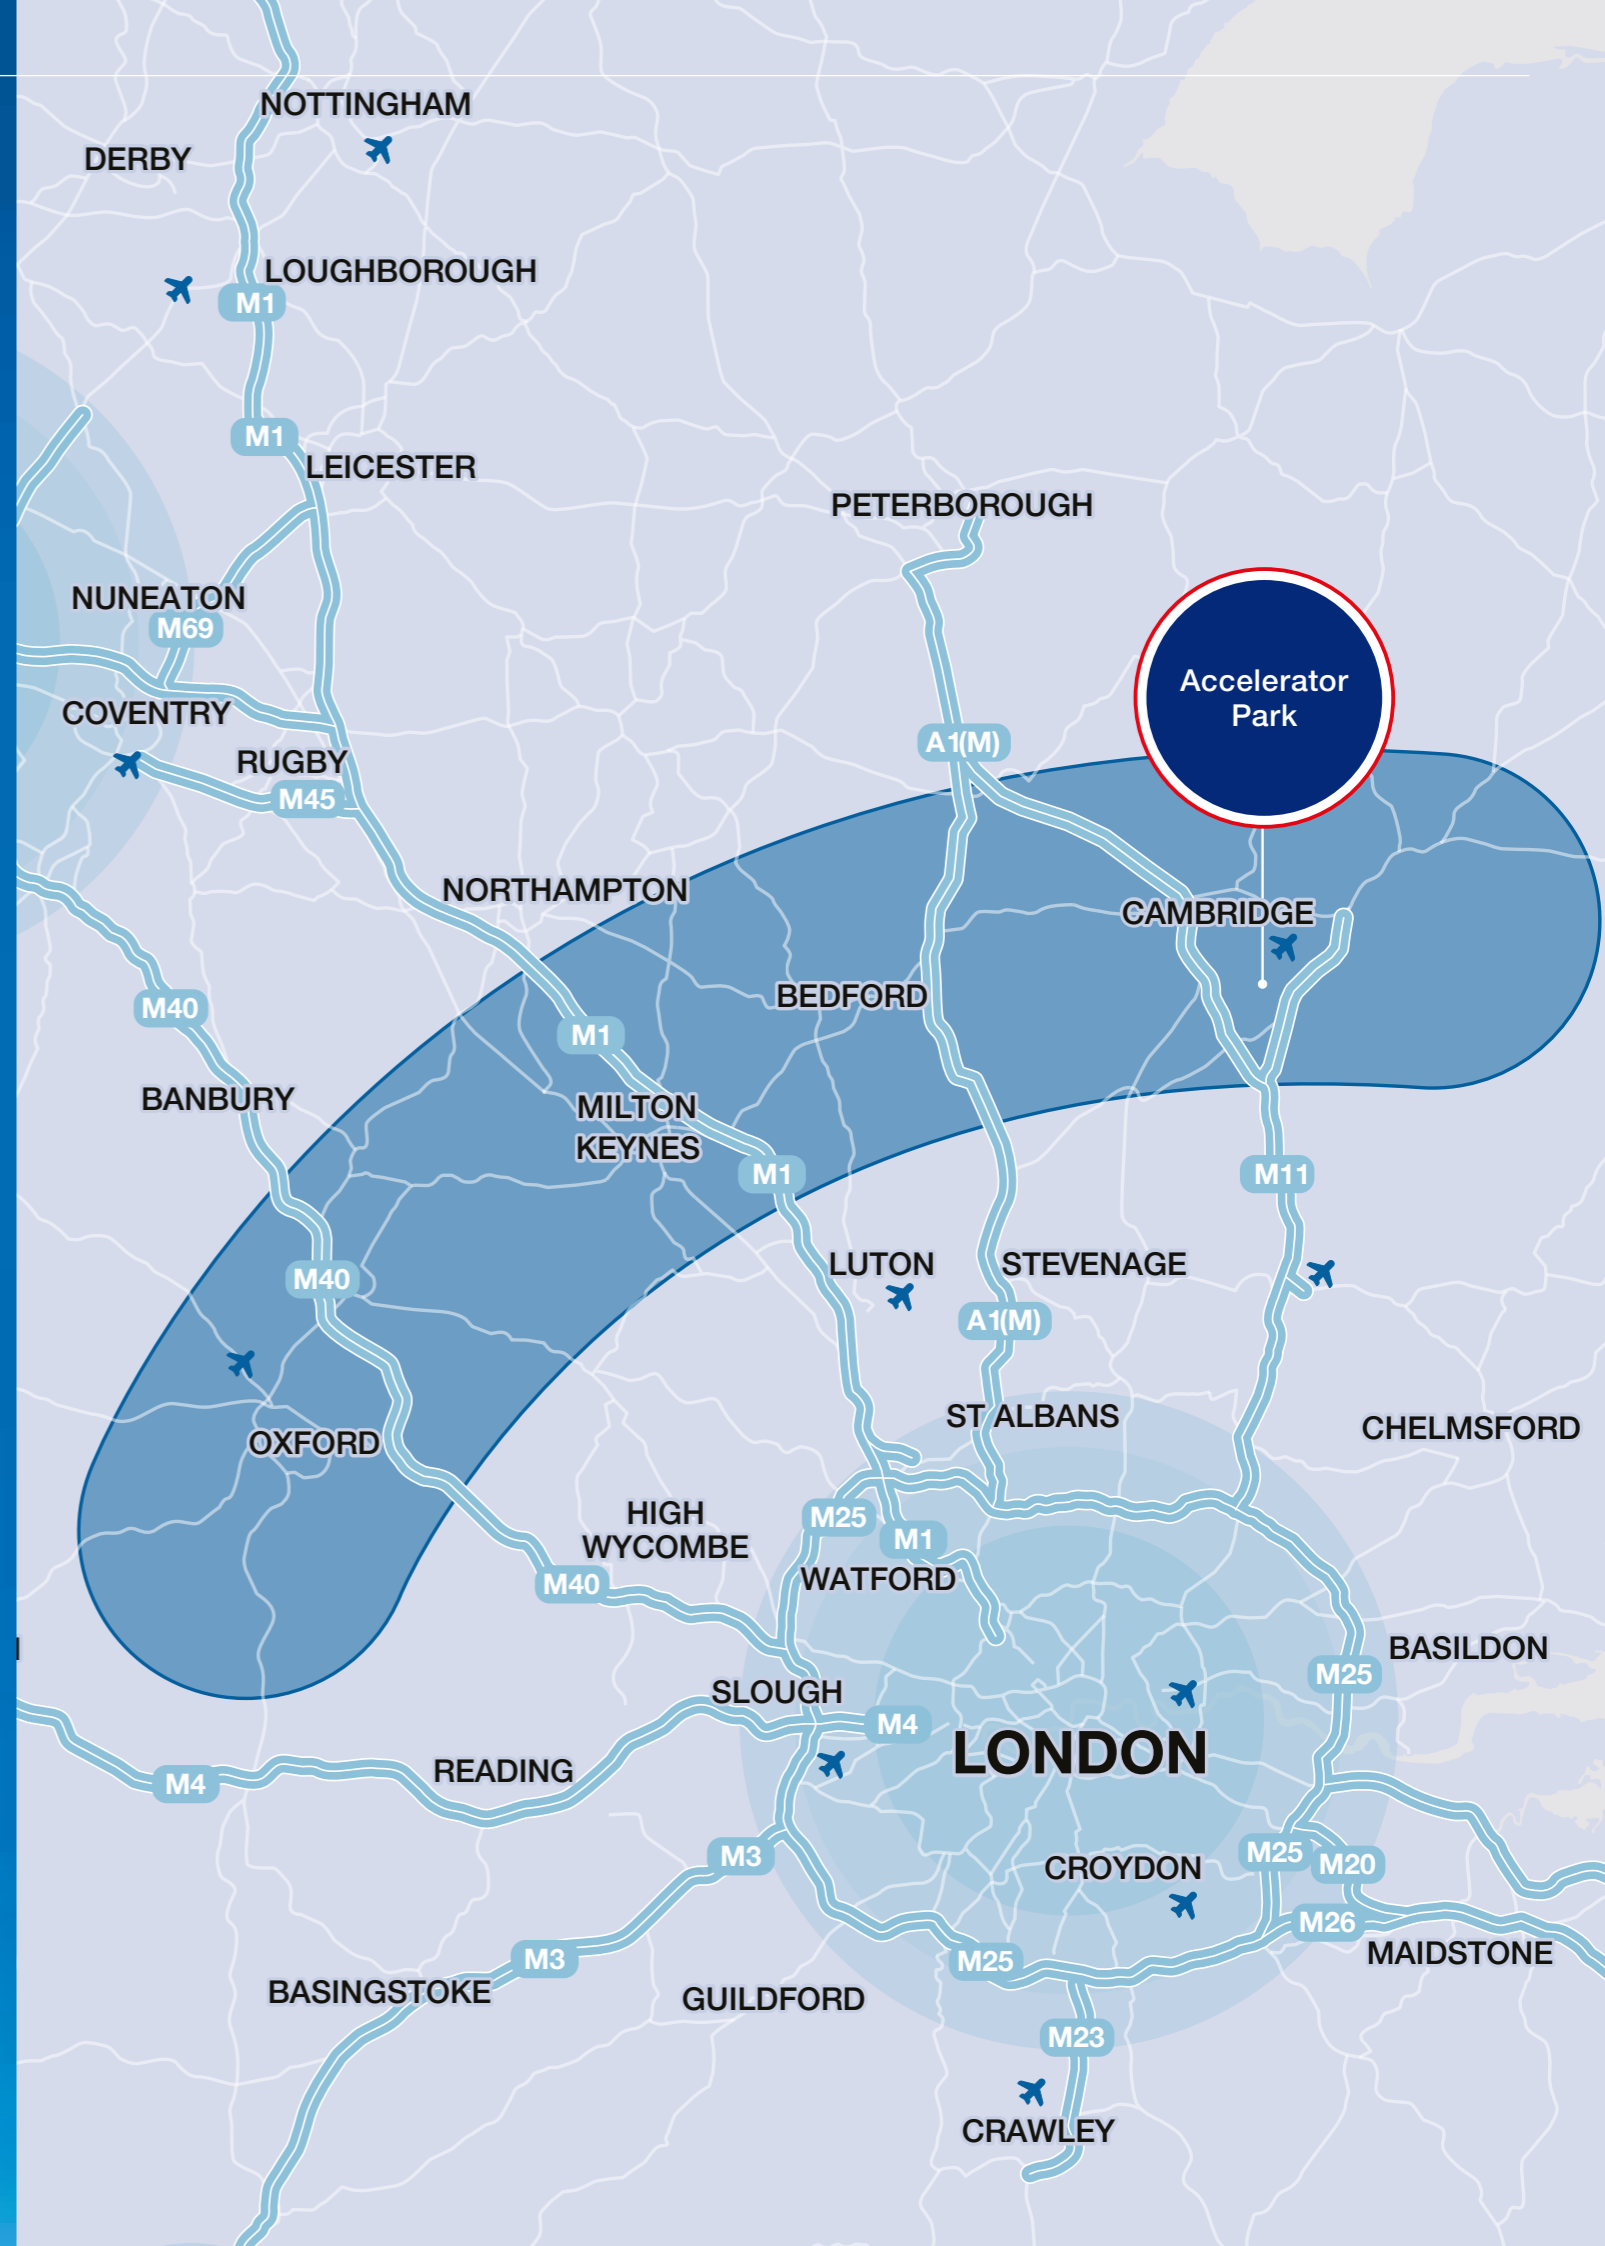 NOTTINGHAM
DERBY
LOUGHBOROUGH
M1
M1
LEICESTER
PETERBOROUGH
NUNEATON
M69
Accelerator
Park
COVENTRY
A1(M)
RUGBY
M45
NORTHAMPTON
CAMBRIDGE
BEDFORD
M40
M1
BANBURY
MILTON
KEYNES
M1
M11
LUTON
STEVENAGE
M40
A1(M)
ST ALBANS
CHELMSFORD
OXFORD
HIGH
WYCOMBE
M25
M1
M40
WATFORD
BASILDON
M25
SLOUGH
M4
LONDON
READING
M4
M3
M25
M20
CROYDON
M26
MAIDSTONE
M3
M25
BASINGSTOKE
GUILDFORD
M23
CRAWLEY